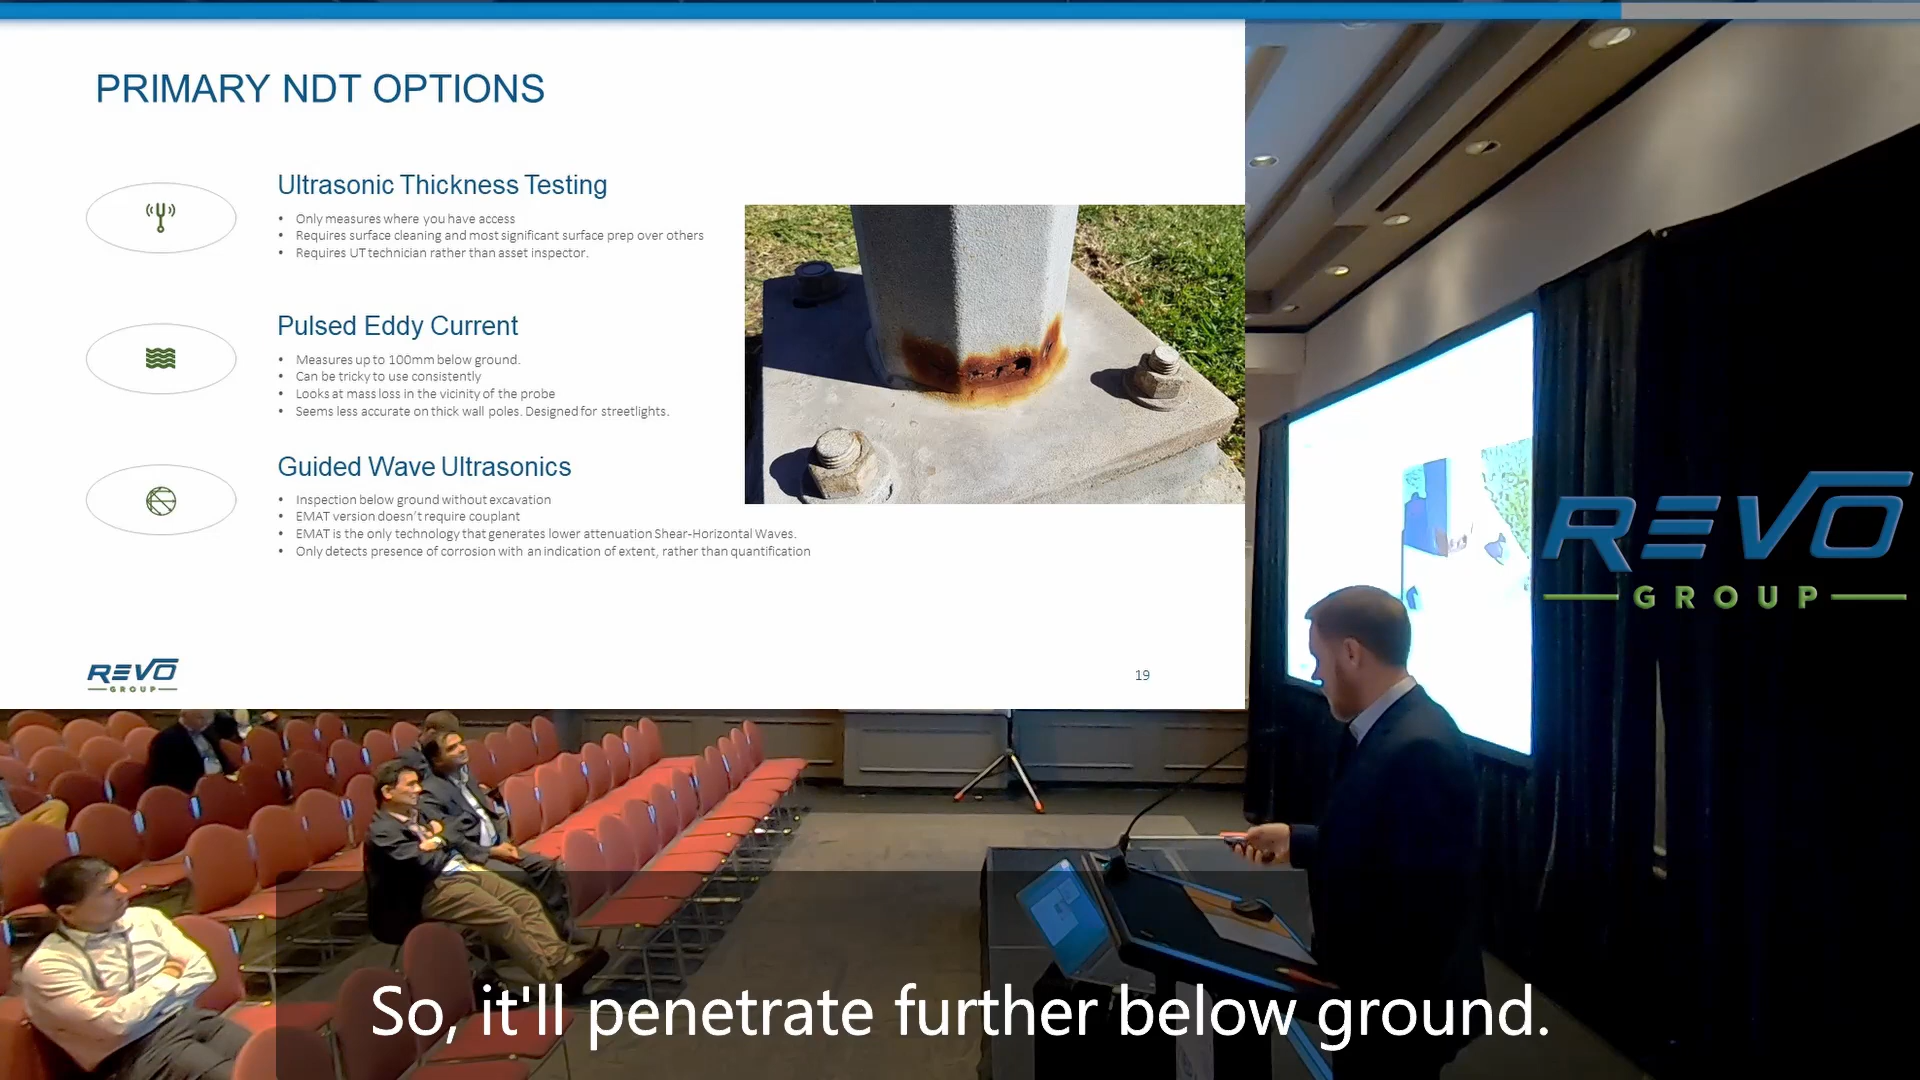 PRIMARY NDT OPTIONS
Ultrasonic Thickness Testing
• Only measures where you have access
• Requires surface cleaning and most significant surface prep over others
• Requires UT technician rather than asset inspector.
Pulsed Eddy Current
• Measures up to 100mm below ground.
• Can be tricky to use consistently
• Looks at mass loss in the vicinity of the probe
• Seems less accurate on thick wall poles. Designed for streetlights.
Guided Wave Ultrasonics
• Inspection below ground without excavation
• EMAT version doesn't require couplant
• EMAT is the only technology that generates lower attenuation Shear-Horizontal Waves.
• Only detects presence of corrosion with an indication of extent, rather than quantification
REVO
GROUP
19
REVO
GROUP
So, it'll penetrate further below ground.